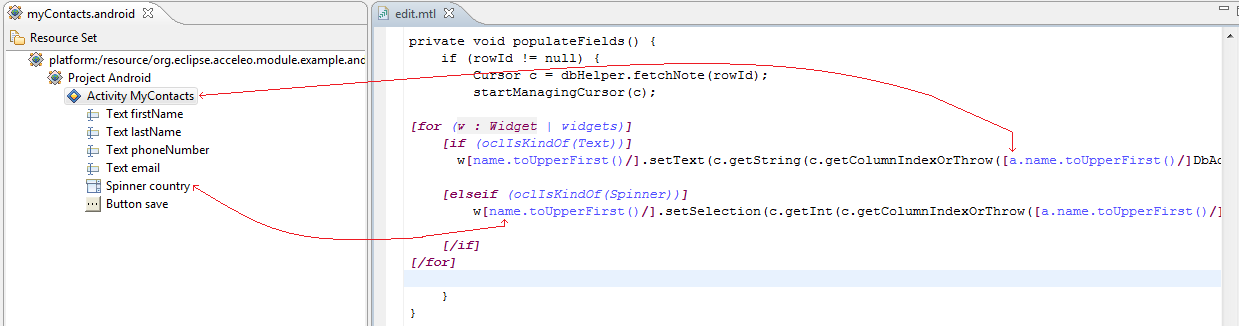 myContacts.android
Resource Set
platform:/resource/org.eclipse.acceleo.module.example.and
Project Android
Activity MyContacts
Text firstName
Text lastName
Text phoneNumber
Text email
Spinner country
Button save
edit.mtl
private void populateFields() {
if (rowId != null) {
Cursor c = dbHelper.fetchNote(rowId);
startManagingCursor(c);
[for (w : Widget | widgets)]
[if (oclIsKindOf(Text))]
w[name.toUpperFirst()/].setText(c.getString(c.getColumnIndexOrThrow([a.name.toUpperFirst()/]DbAd
[elseif (oclIsKindOf(Spinner))]
w[name.toUpperFirst()/].setSelection(c.getInt(c.getColumnIndexOrThrow([a.name.toUpperFirst()/]
[/if]
[/for]
}
}